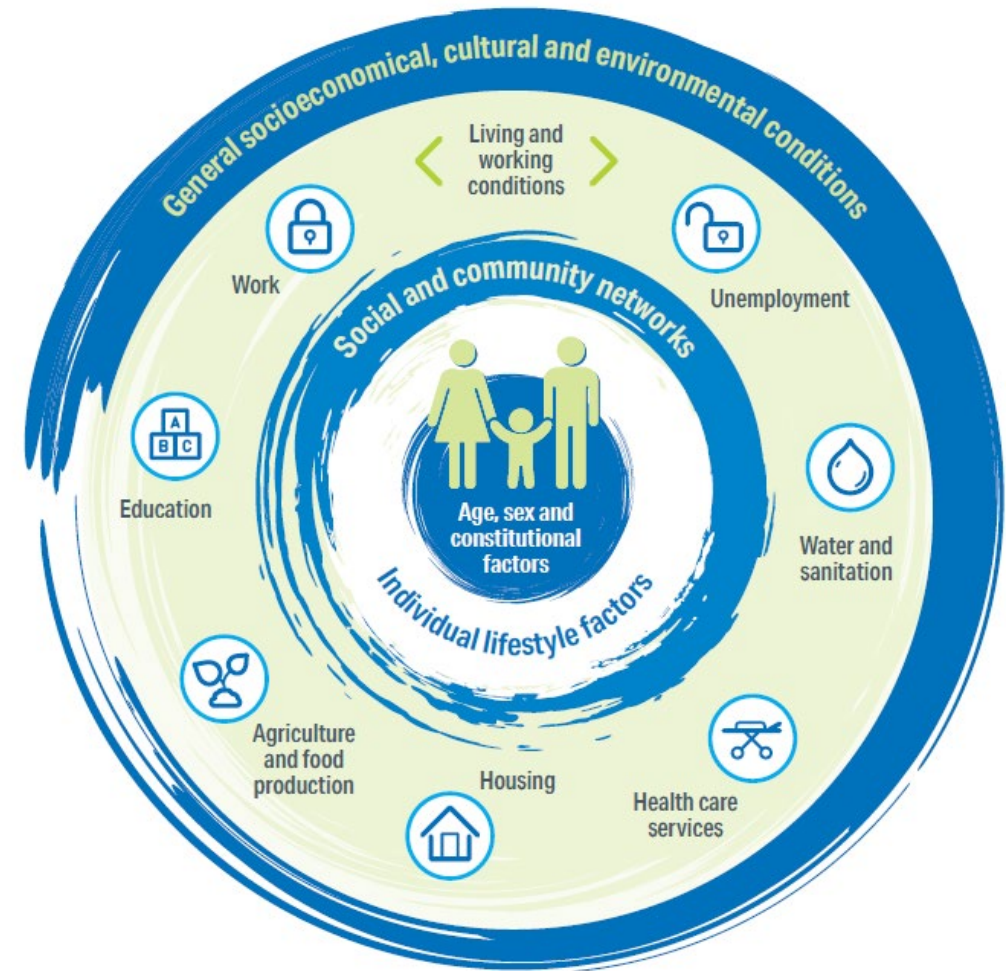 General socioeconomical, cultural and environmental conditions
Living and
working
conditions
Work
Unemployment
Social and community networks
A
B C
Education
Age, sex and
constitutional
factors
Water and
sanitation
Individual lifestyle factors
Agriculture
and food
production
Housing
Health care
services